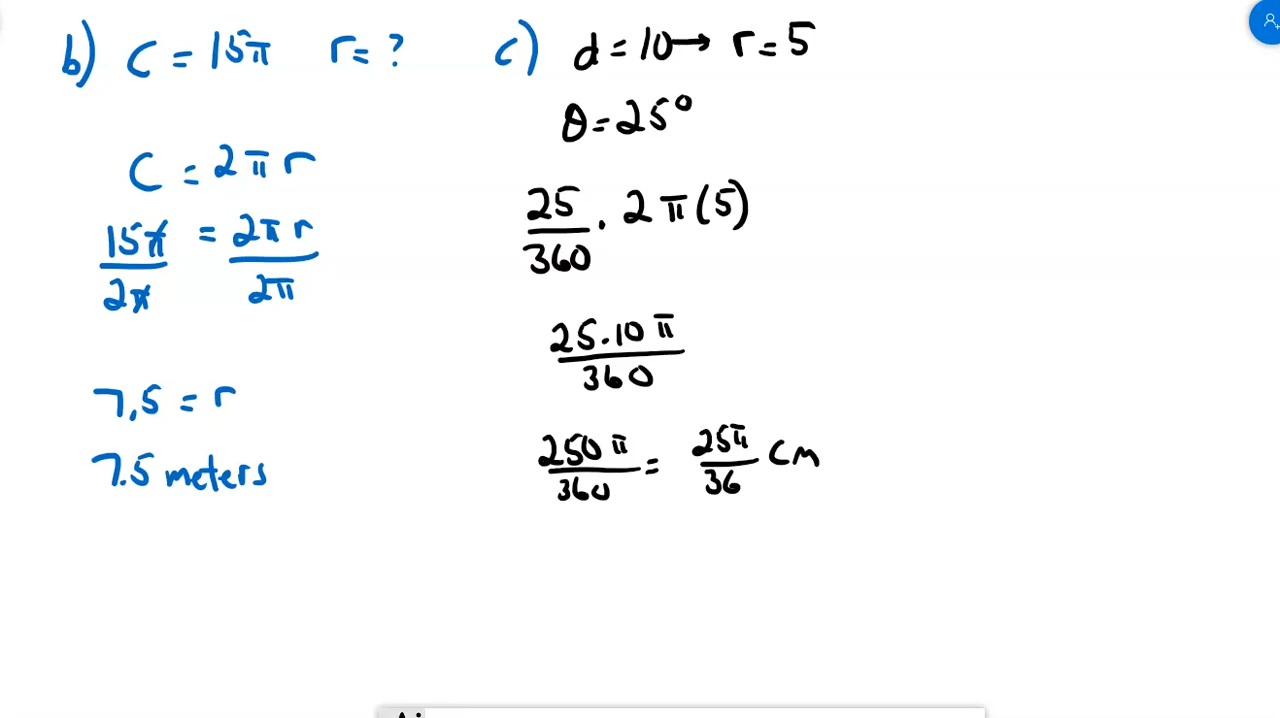 b) C = 15π r = ?
C = 2πr
15π/2π = 2πr/2π
7.5 = r
7.5 meters
c) d = 10 → r = 5
θ = 25°
25/360 · 2π(5)
25·10π/360
250π/360 = 25π/36 cm